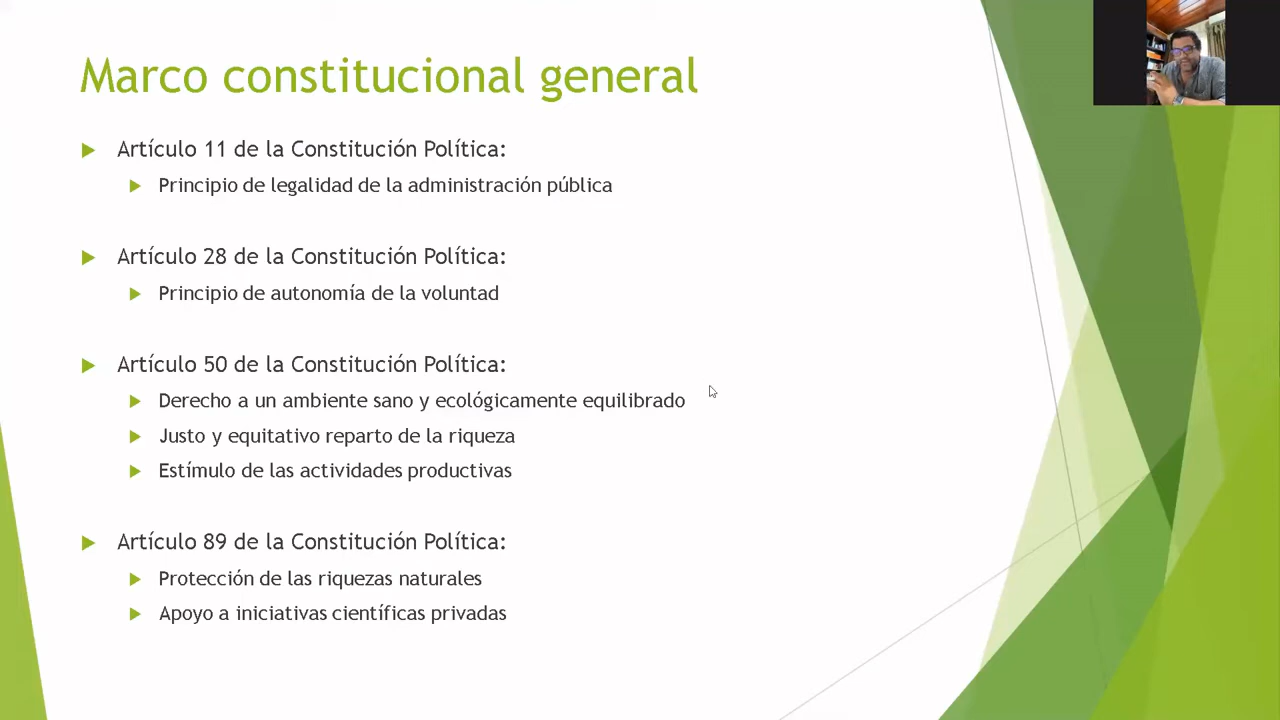 Marco constitucional general
Artículo 11 de la Constitución Política:
Principio de legalidad de la administración pública
Artículo 28 de la Constitución Política:
Principio de autonomía de la voluntad
Artículo 50 de la Constitución Política:
Derecho a un ambiente sano y ecológicamente equilibrado
Justo y equitativo reparto de la riqueza
Estímulo de las actividades productivas
Artículo 89 de la Constitución Política:
Protección de las riquezas naturales
Apoyo a iniciativas científicas privadas